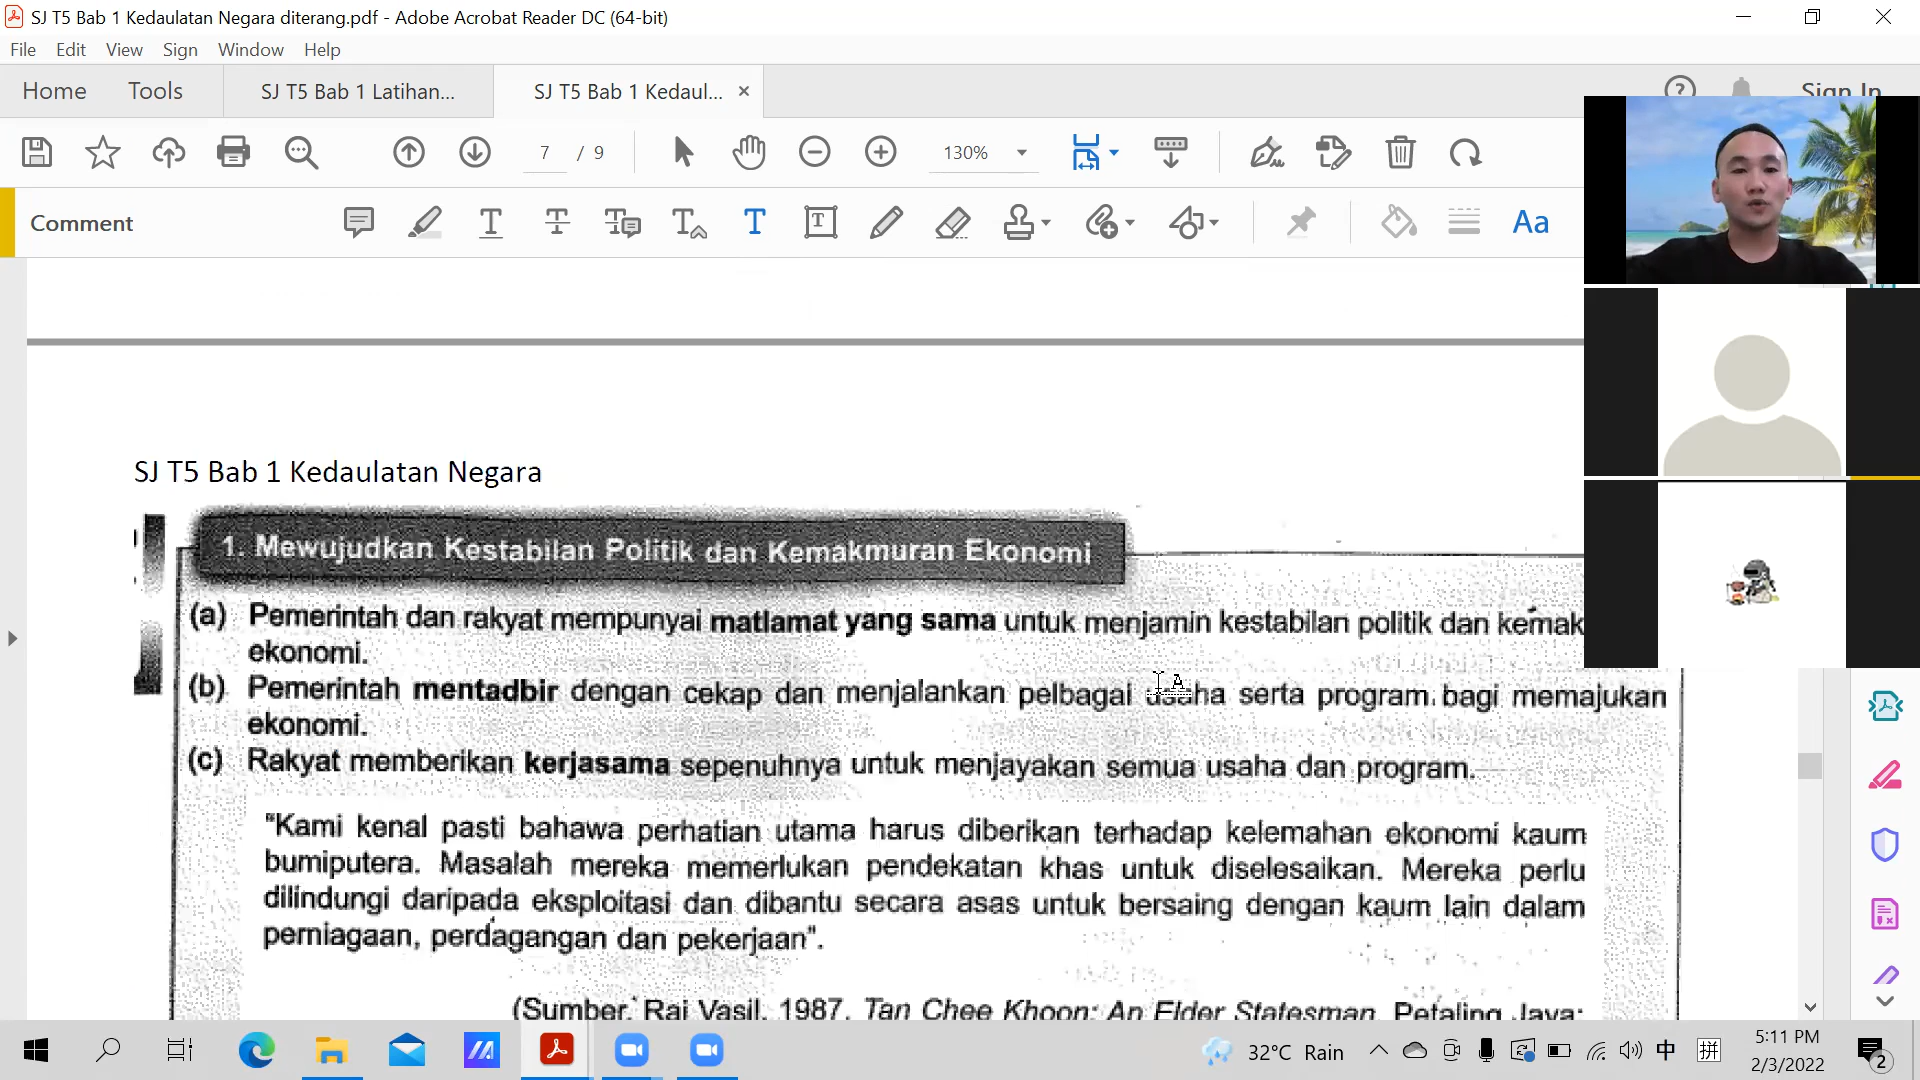 SJ T5 Bab 1 Kedaulatan Negara diterang.pdf - Adobe Acrobat Reader DC (64-bit)
File Edit View Sign Window Help
Home Tools SJ T5 Bab 1 Latihan... SJ T5 Bab 1 Kedaul... × Sign In
7 / 9 130%
Comment Aa
SJ T5 Bab 1 Kedaulatan Negara
1. Mewujudkan Kestabilan Politik dan Kemakmuran Ekonomi
(a) Pemerintah dan rakyat mempunyai matlamat yang sama untuk menjamin kestabilan politik dan kemak
ekonomi.
(b) Pemerintah mentadbir dengan cekap dan menjalankan pelbagai usaha serta program bagi memajukan
ekonomi.
(c) Rakyat memberikan kerjasama sepenuhnya untuk menjayakan semua usaha dan program.
"Kami kenal pasti bahawa perhatian utama harus diberikan terhadap kelemahan ekonomi kaum
bumiputera. Masalah mereka memerlukan pendekatan khas untuk diselesaikan. Mereka perlu
dilindungi daripada eksploitasi dan dibantu secara asas untuk bersaing dengan kaum lain dalam
perniagaan, perdagangan dan pekerjaan".
(Sumber: Raj Vasil, 1987, Tan Chee Khoon: An Elder Statesman, Petaling Jaya:
32°C Rain 中 拼 5:11 PM
2/3/2022 2